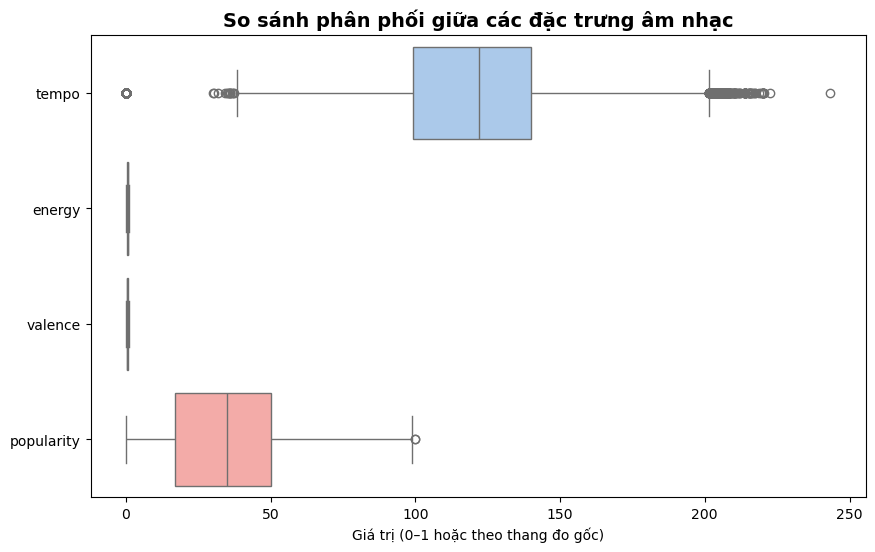 So sánh phân phối giữa các đặc trưng âm nhạc
tempo
energy
valence
popularity
0 50 100 150 200 250
Giá trị (0–1 hoặc theo thang đo gốc)